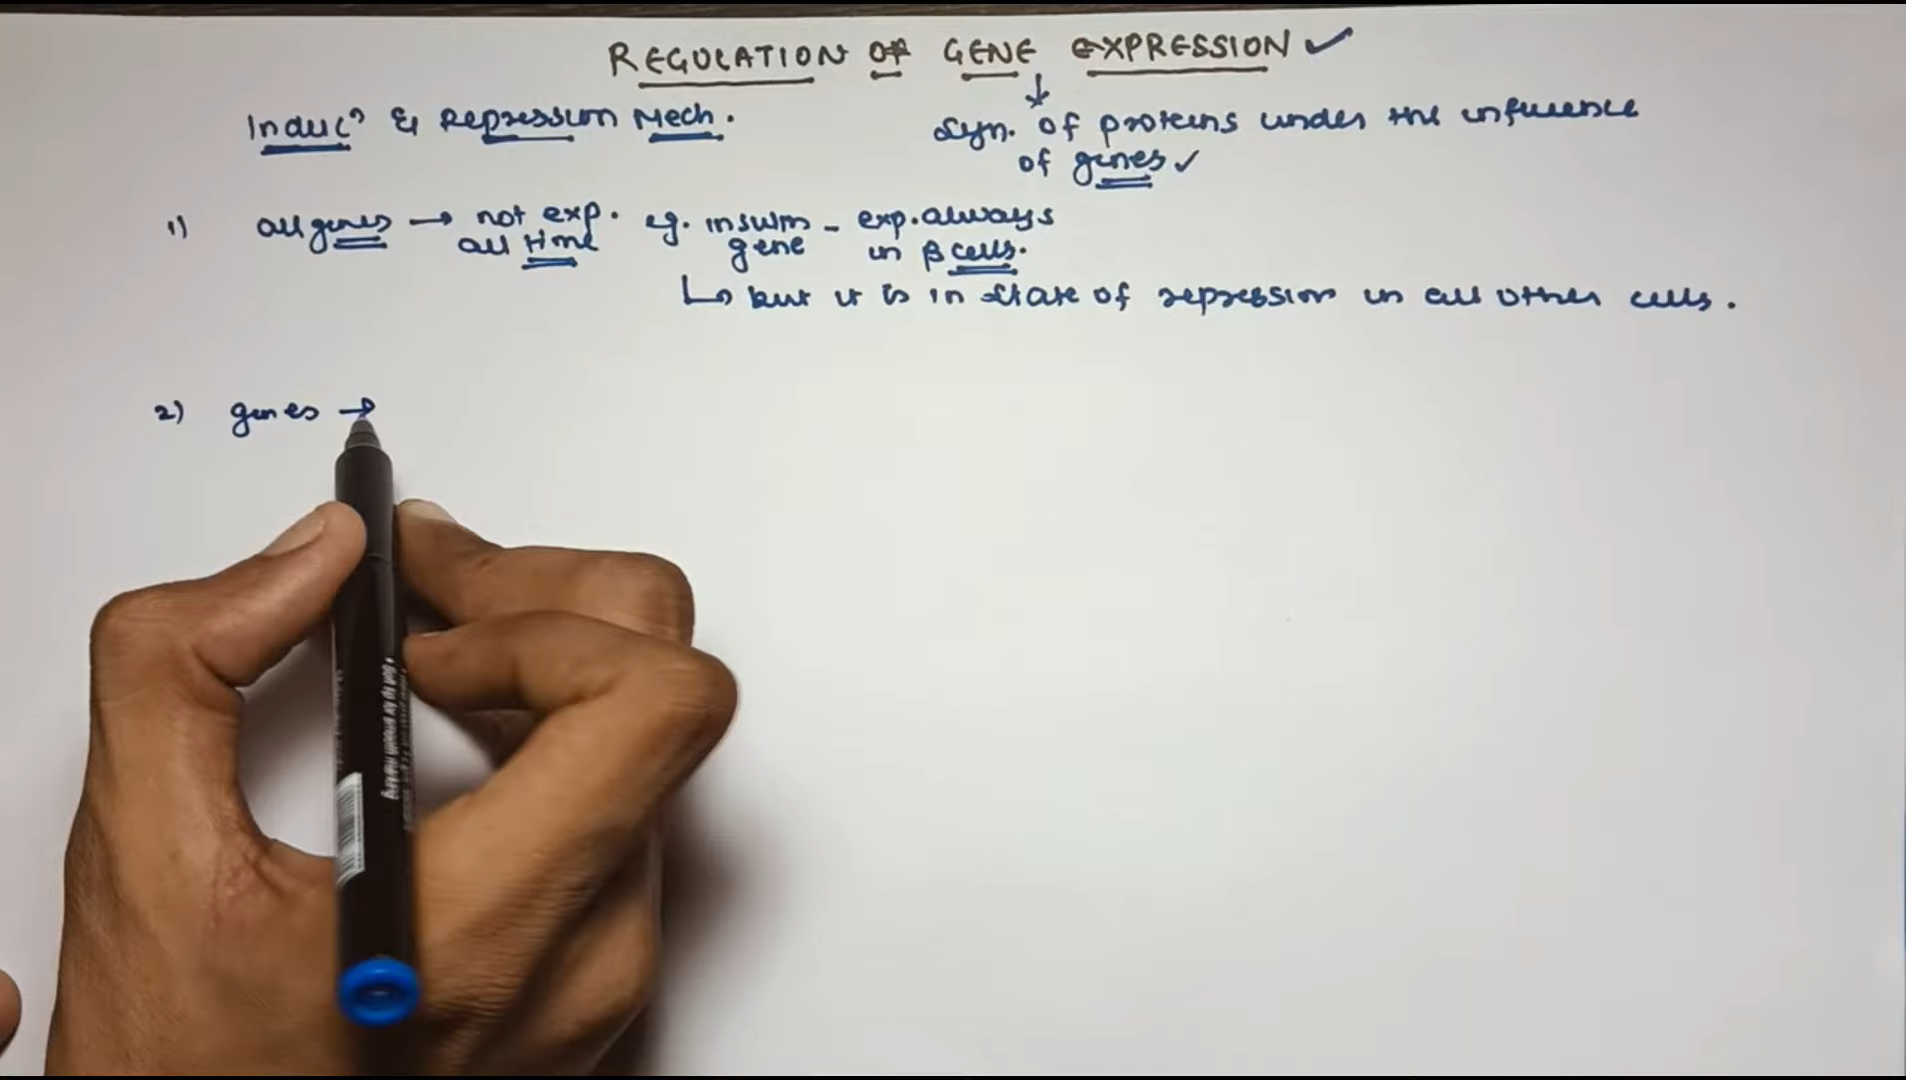 REGULATION OF GENE EXPRESSION ✓
Induc? & Repression Mech.
↓
Syn. of proteins under the influence
of genes ✓
1) all genes → not exp. all time
eg. insulin gene - exp. always in β cells.
↳ but it is in state of repression in all other cells.
2) genes →